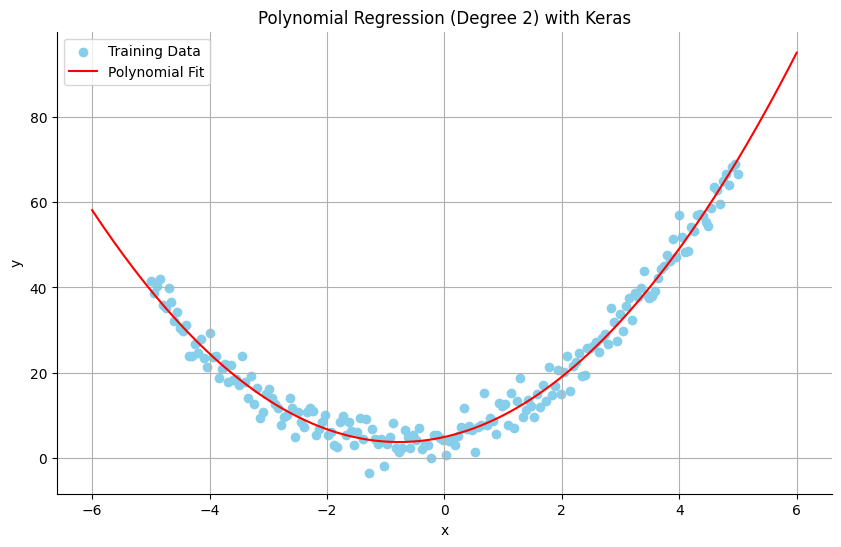 Polynomial Regression (Degree 2) with Keras
Training Data
Polynomial Fit
80
60
40
20
0
y
−6
−4
−2
0
2
4
6
x